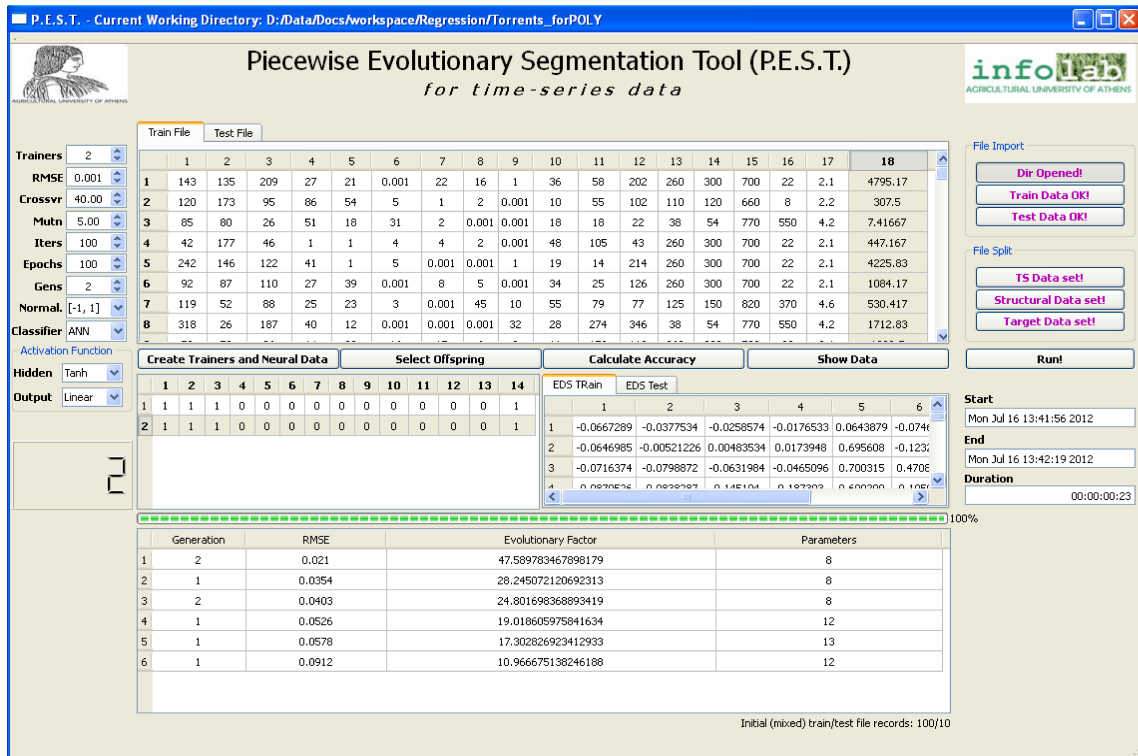 P.E.S.T. - Current Working Directory: D:/Data/Docs/workspace/Regression/Torrents_forPOLY
AGRICULTURAL UNIVERSITY OF ATHENS
Piecewise Evolutionary Segmentation Tool (P.E.S.T.)
for time-series data
infolab
AGRICULTURAL UNIVERSITY OF ATHENS
Trainers 2
RMSE 0.001
Crossvr 40.00
Mutn 5.00
Iters 100
Epochs 100
Gens 2
Normal. [-1, 1]
Classifier ANN
Activation Function
Hidden Tanh
Output Linear
2
Train File Test File
1 2 3 4 5 6 7 8 9 10 11 12 13 14 15 16 17 18
1 143 135 209 27 21 0.001 22 16 1 36 58 202 260 300 700 22 2.1 4795.17
2 120 173 95 86 54 5 1 2 0.001 10 55 102 110 120 660 8 2.2 307.5
3 85 80 26 51 18 31 2 0.001 0.001 18 18 22 38 54 770 550 4.2 7.41667
4 42 177 46 1 1 4 4 2 0.001 48 105 43 260 300 700 22 2.1 447.167
5 242 146 122 41 1 5 0.001 0.001 1 19 14 214 260 300 700 22 2.1 4225.83
6 92 87 110 27 39 0.001 8 5 0.001 34 25 126 260 300 700 22 2.1 1084.17
7 119 52 88 25 23 3 0.001 45 10 55 79 77 125 150 820 370 4.6 530.417
8 318 26 187 40 12 0.001 0.001 0.001 32 28 274 346 38 54 770 550 4.2 1712.83
Create Trainers and Neural Data Select Offspring Calculate Accuracy Show Data
1 2 3 4 5 6 7 8 9 10 11 12 13 14
1 1 1 1 0 0 0 0 0 0 0 0 0 0 1
2 1 1 1 0 0 0 0 0 0 0 0 0 0 1
EDS TRain EDS Test
1 2 3 4 5 6
1 -0.0667289 -0.0377534 -0.0258574 -0.0176533 0.0643879 -0.0746
2 -0.0646985 -0.00521226 0.00483534 0.0173948 0.695608 -0.1232
3 -0.0716374 -0.0798872 -0.0631984 -0.0465096 0.700315 0.4708
100%
Generation RMSE Evolutionary Factor Parameters
1 2 0.021 47.589783467898179 8
2 1 0.0354 28.245072120692313 8
3 2 0.0403 24.801698368893419 8
4 1 0.0526 19.018605975841634 12
5 1 0.0578 17.302826923412933 13
6 1 0.0912 10.966675138246188 12
Initial (mixed) train/test file records: 100/10
File Import
Dir Opened!
Train Data OK!
Test Data OK!
File Split
TS Data set!
Structural Data set!
Target Data set!
Run!
Start
Mon Jul 16 13:41:56 2012
End
Mon Jul 16 13:42:19 2012
Duration
00:00:00:23